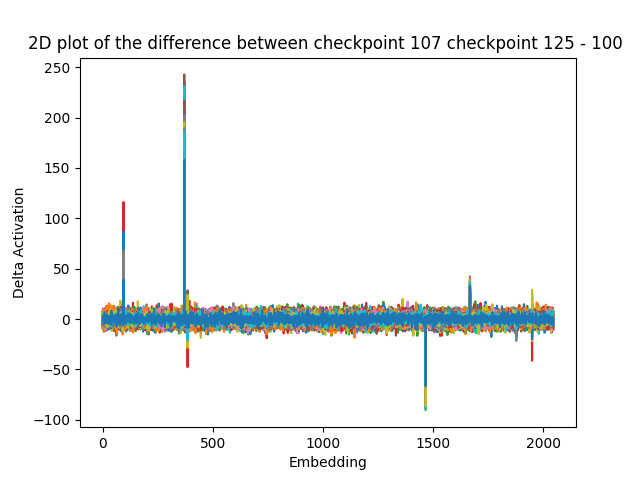 2D plot of the difference between checkpoint 107 checkpoint 125 - 100
250
200
150
100
50
0
−50
−100
Delta Activation
0 500 1000 1500 2000
Embedding